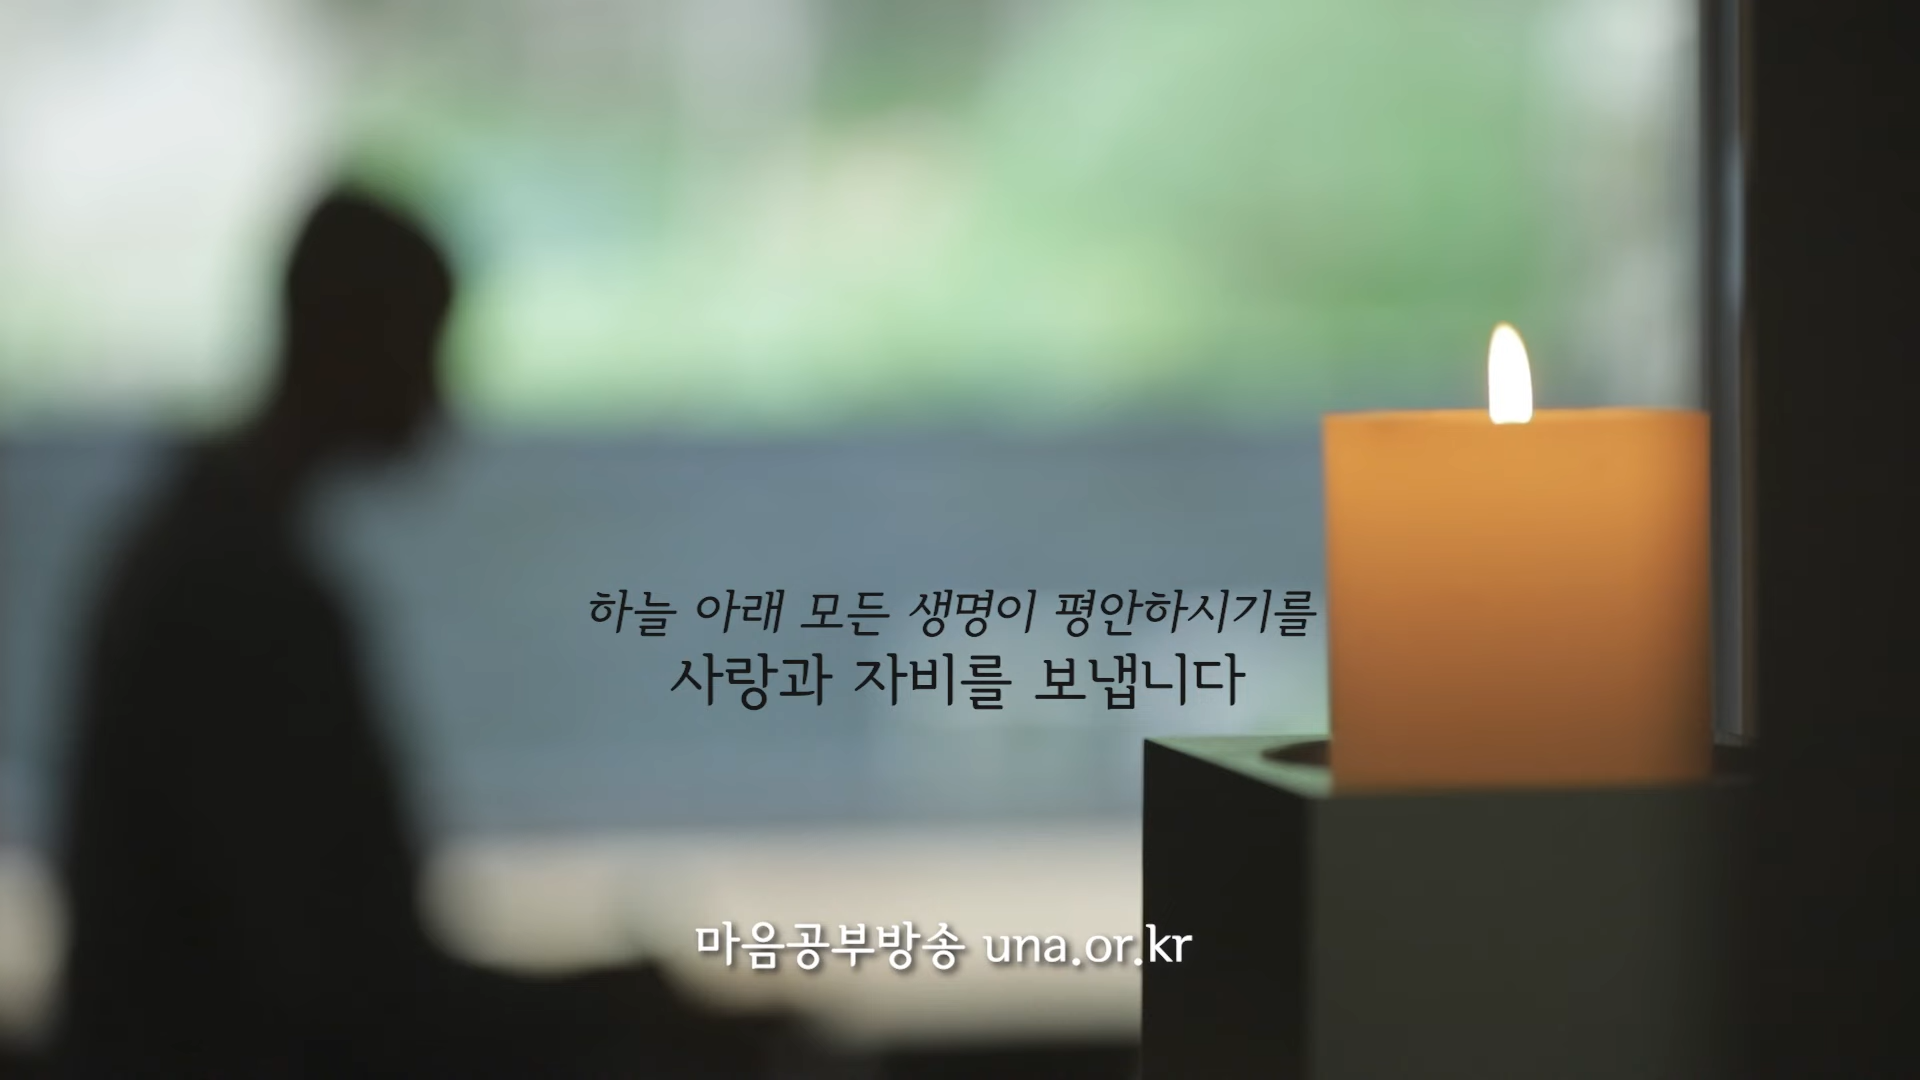 하늘 아래 모든 생명이 평안하시기를
사랑과 자비를 보냅니다
마음공부방송 una.or.kr